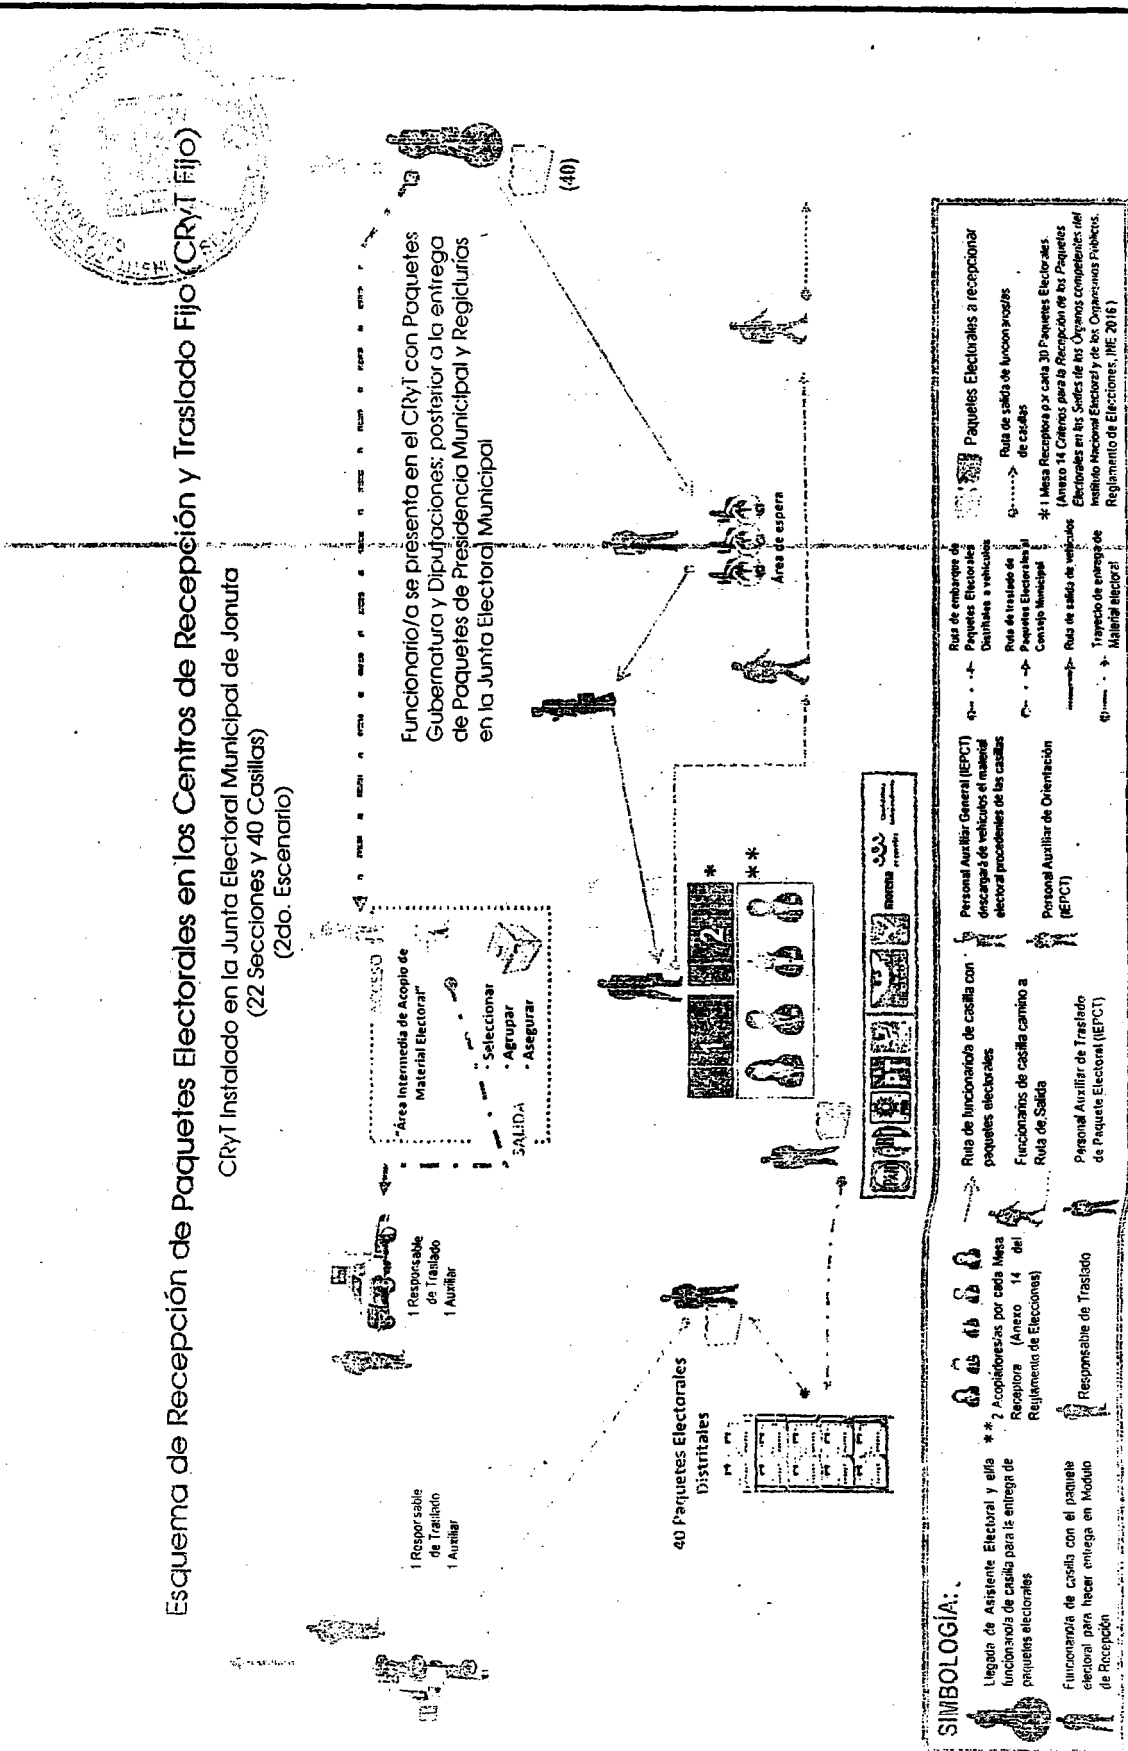 Esquema de Recepción de Paquetes Electorales en los Centros de Recepción y Traslado Fijo (CRyT Fijo)
CRyT Instalado en la Junta Electoral Municipal de Jonuta
(22 Secciones y 40 Casillas)
(2do. Escenario)
1 Responsable
de Traslado
1 Auxiliar
1 Responsable
de Traslado
1 Auxiliar
"Área Intermedia de Acopio de
Material Electoral"
• Seleccionar
• Agrupar
• Asegurar
SALIDA
ACCESO
Funcionario/a se presenta en el CRyT con Paquetes
Gubernatura y Diputaciones; posterior a la entrega
de Paquetes de Presidencia Municipal y Regidurías
en la Junta Electoral Municipal
(40)
40 Paquetes Electorales
Distritales
1
2
*
**
Área de espera
PAN
PRI
morena
SIMBOLOGÍA:
Llegada de Asistente Electoral y el/la
funcionario/a de casilla para la entrega de
paquetes electorales
Funcionario/a de casilla con el paquete
electoral para hacer entrega en Modulo
de Recepción
**
2 Acopiadores/as por cada Mesa
Receptora (Anexo 14 del
Reglamento de Elecciones)
Responsable de Traslado
Ruta de funcionario/a de casilla con
paquetes electorales
Funcionarios de casilla camino a
Ruta de Salida
Personal Auxiliar de Traslado
de Paquete Electoral (IEPCT)
Personal Auxiliar General (IEPCT)
descargará de vehículos el material
electoral procedentes de las casillas
Personal Auxiliar de Orientación
(IEPCT)
Ruta de embarque de
Paquetes Electorales
Distritales a vehículos
Ruta de traslado de
Paquetes Electorales al
Consejo Municipal
Ruta de salida de vehículos
Trayecto de entrega de
Material electoral
Paquetes Electorales a recepcionar
Ruta de salida de funcionarios/as
de casillas
* 1 Mesa Receptora por cada 30 Paquetes Electorales.
(Anexo 14 Criterios para la Recepción de los Paquetes
Electorales en las Sedes de los Órganos competentes del
Instituto Nacional Electoral y de los Organismos Públicos.
Reglamento de Elecciones, INE 2016)